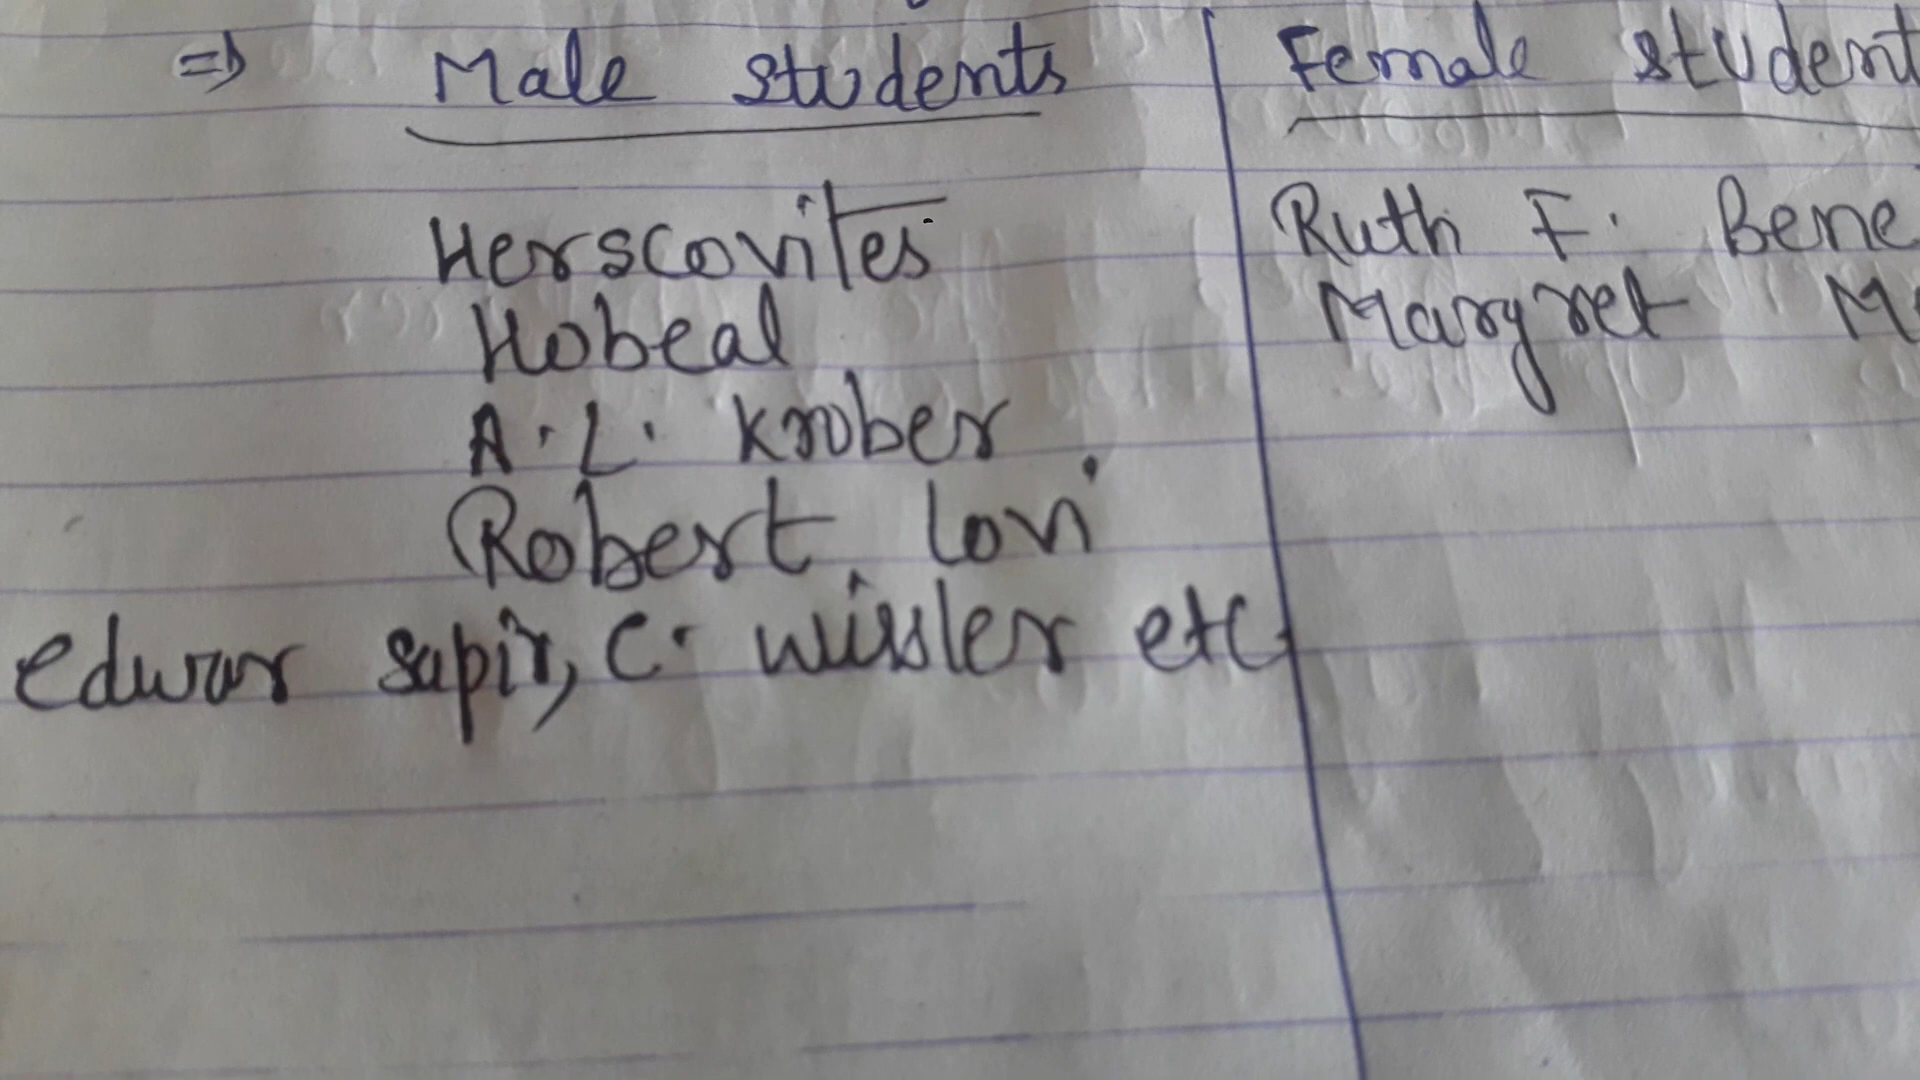 ⇒ Male students
Herscovites
Hobeal
A.L. Krober
Robert Lovi
edwar sapir, C. wissler etc
Female student
Ruth F. Bene
Margret M